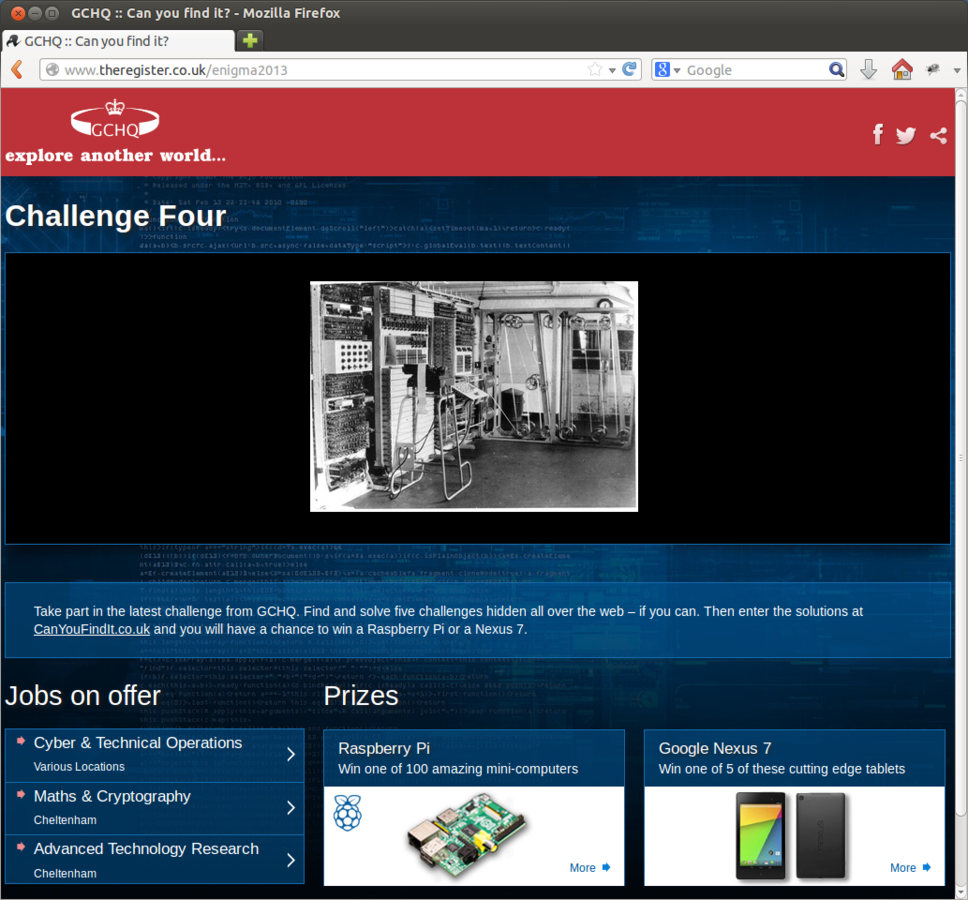 GCHQ :: Can you find it? - Mozilla Firefox
GCHQ :: Can you find it?
www.theregister.co.uk/enigma2013
Google
GCHQ
explore another world...
Challenge Four
Take part in the latest challenge from GCHQ. Find and solve five challenges hidden all over the web – if you can. Then enter the solutions at
CanYouFindIt.co.uk and you will have a chance to win a Raspberry Pi or a Nexus 7.
Jobs on offer
Prizes
Cyber & Technical Operations
Various Locations
Maths & Cryptography
Cheltenham
Advanced Technology Research
Cheltenham
Raspberry Pi
Win one of 100 amazing mini-computers
More
Google Nexus 7
Win one of 5 of these cutting edge tablets
More